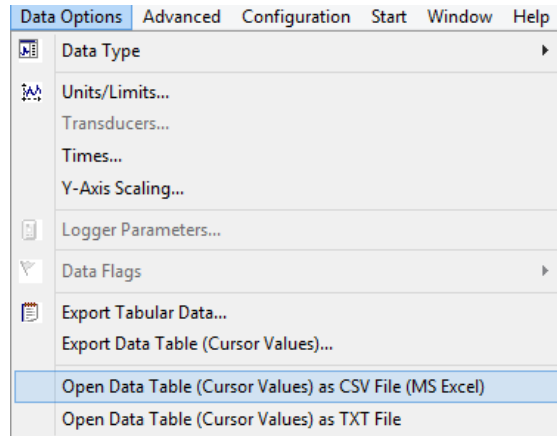 Data Options Advanced Configuration Start Window Help
Data Type
Units/Limits...
Transducers...
Times...
Y-Axis Scaling...
Logger Parameters...
Data Flags
Export Tabular Data...
Export Data Table (Cursor Values)...
Open Data Table (Cursor Values) as CSV File (MS Excel)
Open Data Table (Cursor Values) as TXT File